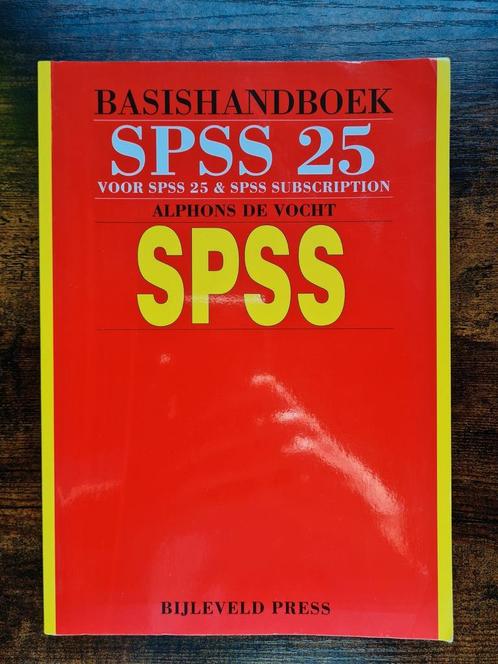 BASISHANDBOEK
SPSS 25
VOOR SPSS 25 & SPSS SUBSCRIPTION
ALPHONS DE VOCHT
SPSS
BIJLEVELD PRESS